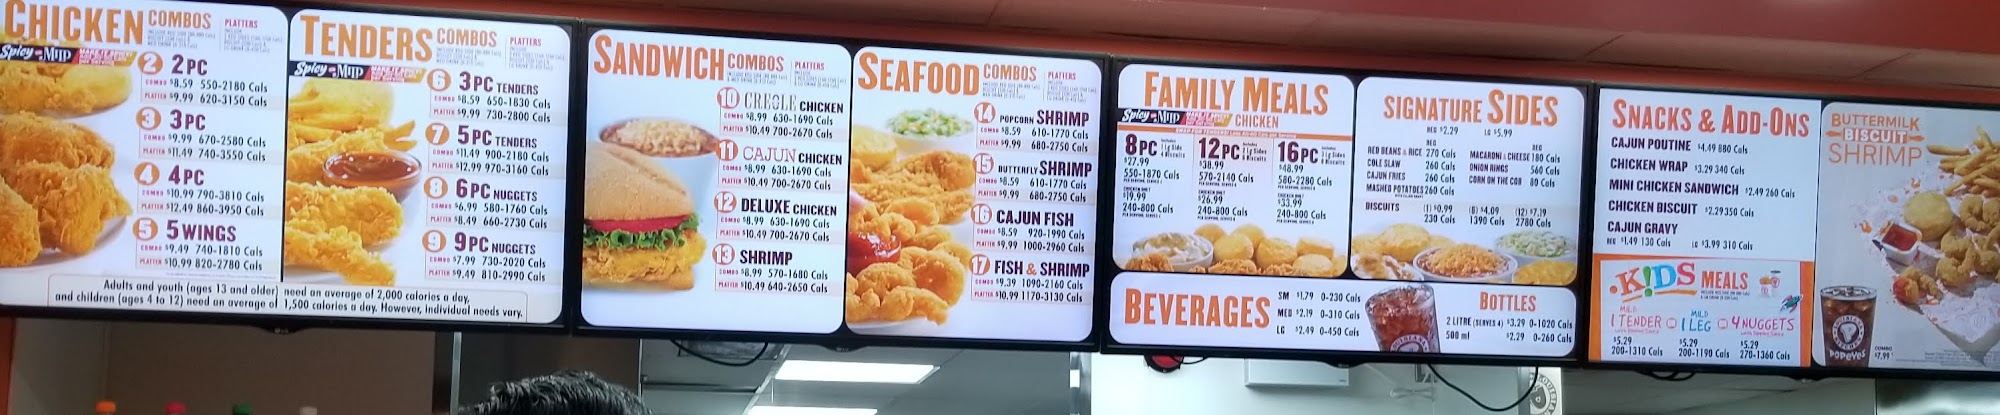 CHICKEN COMBOS PLATTERS
Spicy or Mild
2 2PC
COMBO $8.59 550-2180 Cals
PLATTER $9.99 620-3150 Cals
3 3PC
COMBO $9.99 670-2580 Cals
PLATTER $11.49 740-3550 Cals
4 4PC
COMBO $10.99 790-3810 Cals
PLATTER $12.49 860-3950 Cals
5 5 WINGS
COMBO $9.49 740-1810 Cals
PLATTER $10.99 820-2780 Cals
TENDERS COMBOS PLATTERS
Spicy or Mild
6 3PC TENDERS
COMBO $8.59 650-1830 Cals
PLATTER $9.99 730-2800 Cals
7 5PC TENDERS
COMBO $11.49 900-2180 Cals
PLATTER $12.99 970-3160 Cals
8 6PC NUGGETS
COMBO $6.99 580-1760 Cals
PLATTER $8.49 660-2730 Cals
9 9PC NUGGETS
COMBO $7.99 730-2020 Cals
PLATTER $9.49 810-2990 Cals
Adults and youth (ages 13 and older) need an average of 2,000 calories a day,
and children (ages 4 to 12) need an average of 1,500 calories a day. However, individual needs vary.
SANDWICH COMBOS PLATTERS
10 CREOLE CHICKEN
COMBO $8.99 630-1690 Cals
PLATTER $10.49 700-2670 Cals
11 CAJUN CHICKEN
COMBO $8.99 630-1690 Cals
PLATTER $10.49 700-2670 Cals
12 DELUXE CHICKEN
COMBO $8.99 630-1690 Cals
PLATTER $10.49 700-2670 Cals
13 SHRIMP
COMBO $8.99 570-1680 Cals
PLATTER $10.49 640-2650 Cals
SEAFOOD COMBOS PLATTERS
14 POPCORN SHRIMP
COMBO $8.59 610-1770 Cals
PLATTER $9.99 680-2750 Cals
15 BUTTERFLY SHRIMP
COMBO $8.59 610-1770 Cals
PLATTER $9.99 680-2750 Cals
16 CAJUN FISH
COMBO $8.59 920-1990 Cals
PLATTER $9.99 1000-2960 Cals
17 FISH & SHRIMP
COMBO $9.39 1090-2160 Cals
PLATTER $10.99 1170-3130 Cals
FAMILY MEALS
CHICKEN
Spicy or Mild
8PC
$27.99
550-1870 Cals
$19.99
240-800 Cals
12PC
$38.99
570-2140 Cals
$26.99
240-800 Cals
16PC
$48.99
580-2280 Cals
$33.99
240-800 Cals
SIGNATURE SIDES
REG $2.29 LG $5.99
REG
RED BEANS & RICE 270 Cals
COLE SLAW 260 Cals
CAJUN FRIES 260 Cals
MASHED POTATOES 260 Cals
REG
MACARONI & CHEESE 180 Cals
ONION RINGS 560 Cals
CORN ON THE COB 80 Cals
BISCUITS (1) $0.99 (6) $4.09 (12) $7.19
230 Cals 1390 Cals 2780 Cals
BEVERAGES
SM $1.79 0-230 Cals
MED $2.19 0-310 Cals
LG $2.49 0-450 Cals
BOTTLES
2 LITRE (SERVES 4) $3.29 0-1020 Cals
500 ml $2.29 0-260 Cals
SNACKS & ADD-ONS
CAJUN POUTINE $4.49 880 Cals
CHICKEN WRAP $3.29 340 Cals
MINI CHICKEN SANDWICH $2.49 260 Cals
CHICKEN BISCUIT $2.29 350 Cals
CAJUN GRAVY
REG $1.49 130 Cals LG $3.99 310 Cals
KIDS MEALS
MILD
1 TENDER
$5.29
200-1310 Cals
MILD
1 LEG
$5.29
200-1190 Cals
4 NUGGETS
$5.29
270-1360 Cals
BUTTERMILK
BISCUIT
SHRIMP
POPEYES
COMBO
$7.99